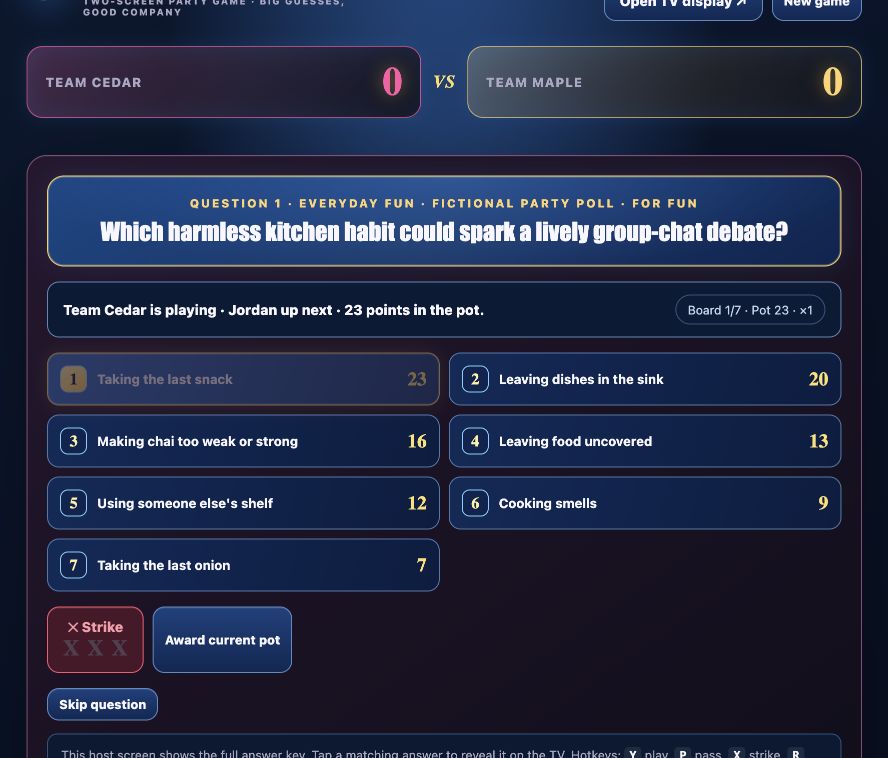 TWO-SCREEN PARTY GAME · BIG GUESSES,
GOOD COMPANY
Open TV display ↗
New game
TEAM CEDAR
0
VS
TEAM MAPLE
0
QUESTION 1 · EVERYDAY FUN · FICTIONAL PARTY POLL · FOR FUN
Which harmless kitchen habit could spark a lively group-chat debate?
Team Cedar is playing · Jordan up next · 23 points in the pot.
Board 1/7 · Pot 23 · ×1
1 Taking the last snack 23
2 Leaving dishes in the sink 20
3 Making chai too weak or strong 16
4 Leaving food uncovered 13
5 Using someone else's shelf 12
6 Cooking smells 9
7 Taking the last onion 7
✕ Strike
X X X
Award current pot
Skip question
This host screen shows the full answer key. Tap a matching answer to reveal it on the TV. Hotkeys: Y play, P pass, X strike, R